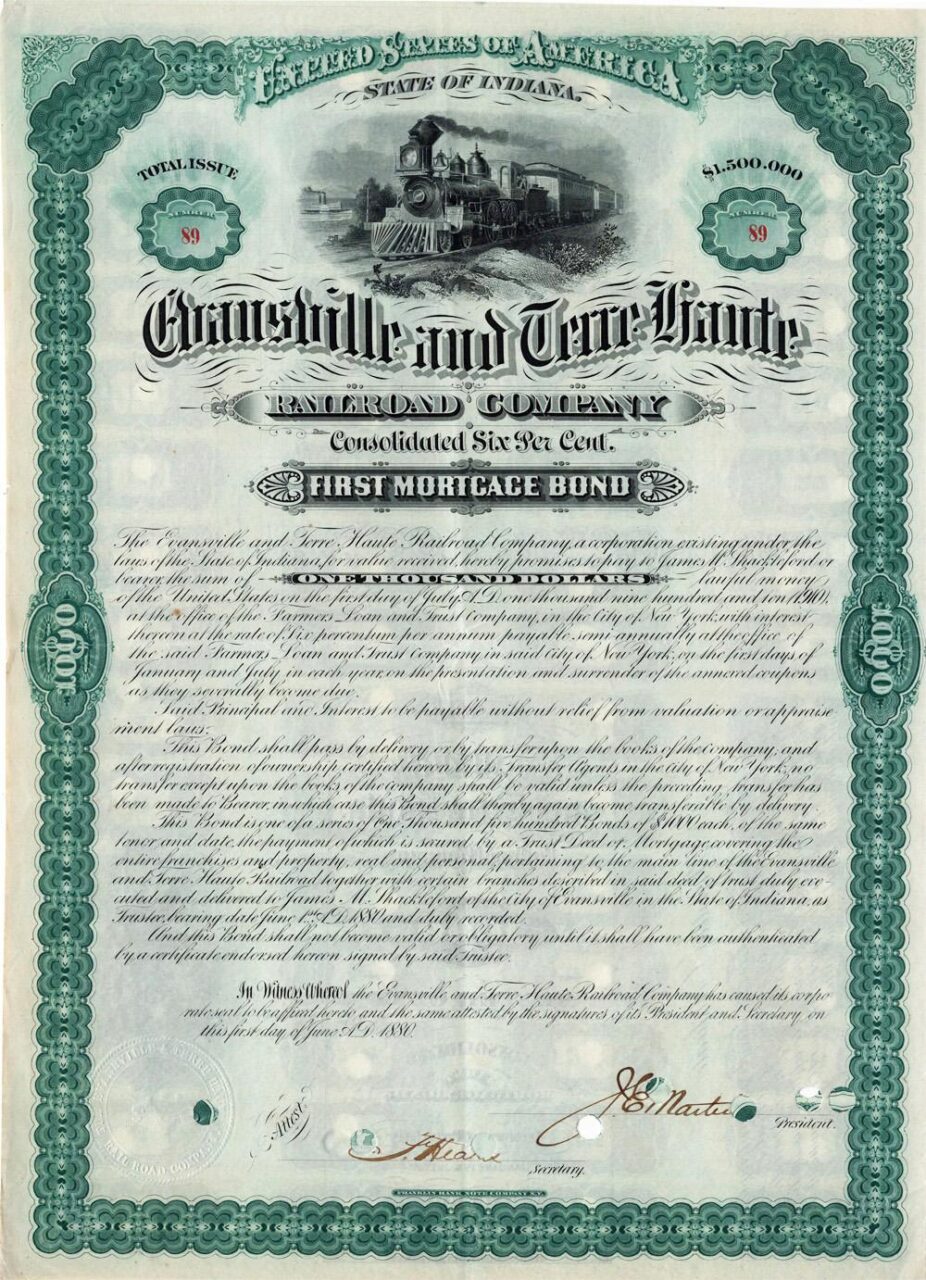 UNITED STATES OF AMERICA
STATE OF INDIANA.
TOTAL ISSUE
$1.500.000
NUMBER
89
NUMBER
89
Evansville and Terre Haute
RAILROAD COMPANY
Consolidated Six Per Cent.
FIRST MORTGAGE BOND
The Evansville and Terre Haute Railroad Company, a corporation existing under the
laws of the State of Indiana, for value received, hereby promises to pay to James M. Shackleford or
bearer, the sum of ONE THOUSAND DOLLARS lawful money
of the United States on the first day of July A.D. one thousand nine hundred and ten (1910),
at the office of the Farmers Loan and Trust Company, in the City of New York, with interest
thereon at the rate of Six per centum per annum payable semi-annually at the office of
the said Farmers Loan and Trust Company in said City of New York, on the first days of
January and July in each year, on the presentation and surrender of the annexed coupons
as they severally become due.
Said Principal and Interest to be payable without relief from valuation or appraise
ment laws.
This Bond shall pass by delivery or by transfer upon the books of the company, and
after registration of ownership certified hereon by its Transfer Agents in the City of New York, no
transfer except upon the books of the company shall be valid unless the preceding transfer has
been made to Bearer, in which case this Bond shall thereby again become transferable by delivery.
This Bond is one of a series of One Thousand five hundred Bonds of $1000 each, of the same
tenor and date, the payment of which is secured by a Trust Deed or Mortgage, covering the
entire franchises and property, real and personal, pertaining to the main line of the Evansville
and Terre Haute Railroad together with certain branches described in said deed of trust duly exe-
cuted and delivered to James M. Shackleford of the City of Evansville in the State of Indiana, as
Trustee, bearing date June 1st A.D. 1880 and duly recorded.
And this Bond shall not become valid or obligatory until it shall have been authenticated
by a certificate endorsed hereon signed by said Trustee.
In Witness Whereof the Evansville and Terre Haute Railroad Company has caused its corpo
rate seal to be affixed hereto and the same attested by the signatures of its President and Secretary on
this first day of June A.D. 1880.
1000
1000
Attest,
J.E. Martin
President.
Secretary.
RAIL ROAD COMPANY
FRANKLIN BANK NOTE COMPANY N.Y.